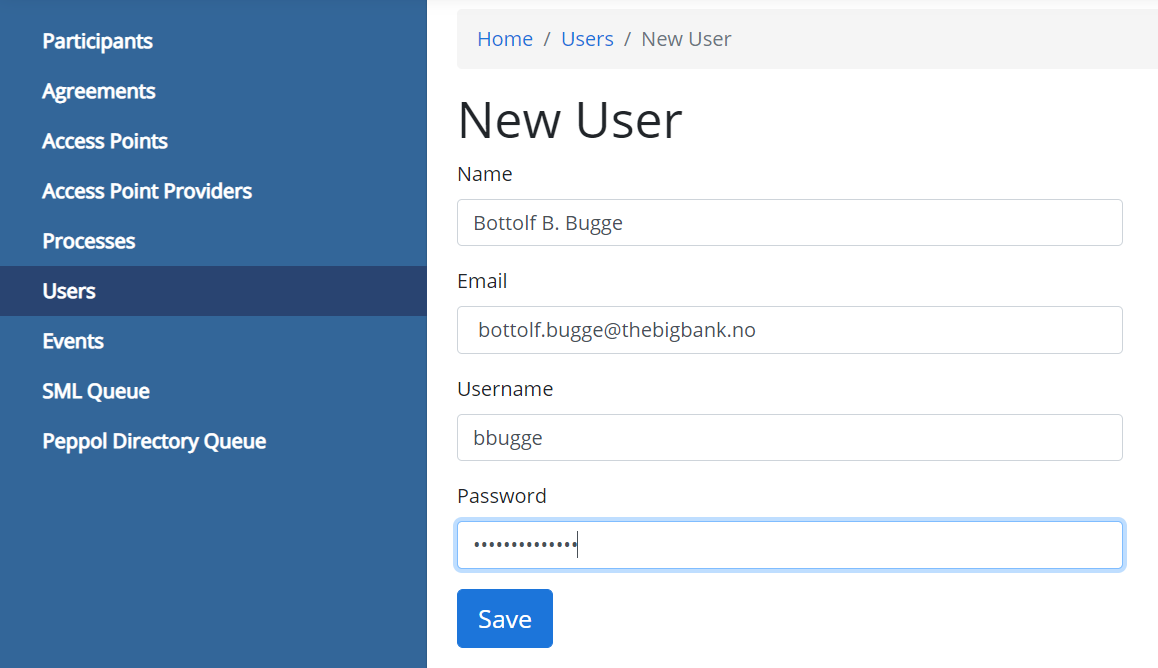 Participants
Agreements
Access Points
Access Point Providers
Processes
Users
Events
SML Queue
Peppol Directory Queue
Home / Users / New User
New User
Name
Bottolf B. Bugge
Email
bottolf.bugge@thebigbank.no
Username
bbugge
Password
••••••••••••••
Save